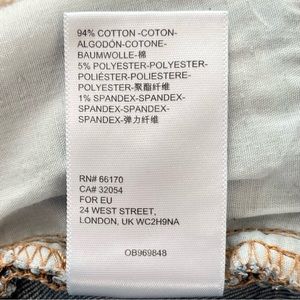 94% COTTON -COTON-
ALGODÓN-COTONE-
BAUMWOLLE-棉
5% POLYESTER-POLYESTER-
POLIÉSTER-POLIESTERE-
POLYESTER-聚酯纤维
1% SPANDEX-SPANDEX-
SPANDEX-SPANDEX-
SPANDEX-弹力纤维
RN# 66170
CA# 32054
FOR EU
24 WEST STREET,
LONDON, UK WC2H9NA
OB969848